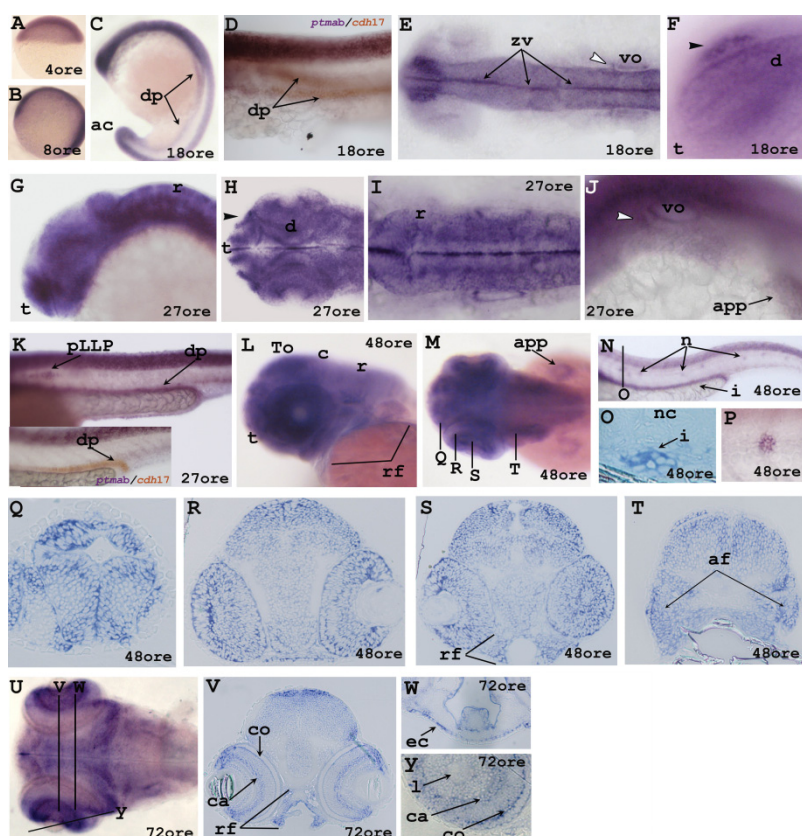 A
4ore
B
8ore
C
dp
ac
18ore
D
ptmab/cdh17
dp
18ore
E
zv
vo
18ore
F
d
t
18ore
G
r
t
27ore
H
d
t
27ore
I
27ore
r
J
vo
app
27ore
K
pLLP
dp
dp
ptmab/cdh17
27ore
L
48ore
To
c
r
t
rf
M
app
Q
R
S
T
48ore
N
n
O
i
48ore
O
nc
i
48ore
P
48ore
Q
48ore
R
48ore
S
rf
48ore
T
af
48ore
U
V
W
y
72ore
V
co
ca
rf
72ore
W
72ore
ec
y
72ore
l
ca
co